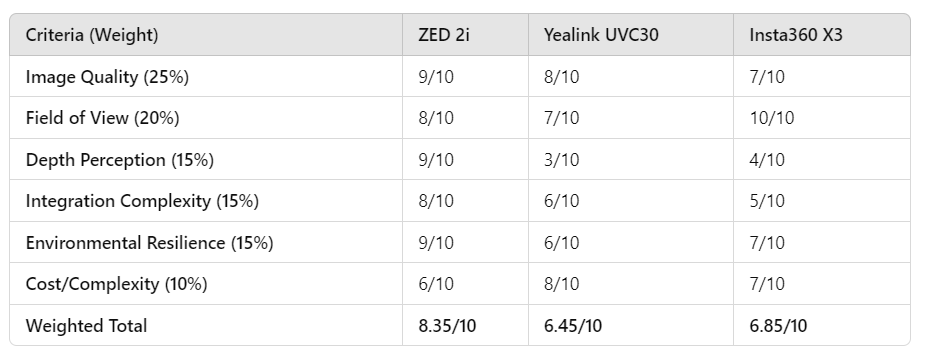 Criteria (Weight) ZED 2i Yealink UVC30 Insta360 X3
Image Quality (25%) 9/10 8/10 7/10
Field of View (20%) 8/10 7/10 10/10
Depth Perception (15%) 9/10 3/10 4/10
Integration Complexity (15%) 8/10 6/10 5/10
Environmental Resilience (15%) 9/10 6/10 7/10
Cost/Complexity (10%) 6/10 8/10 7/10
Weighted Total 8.35/10 6.45/10 6.85/10